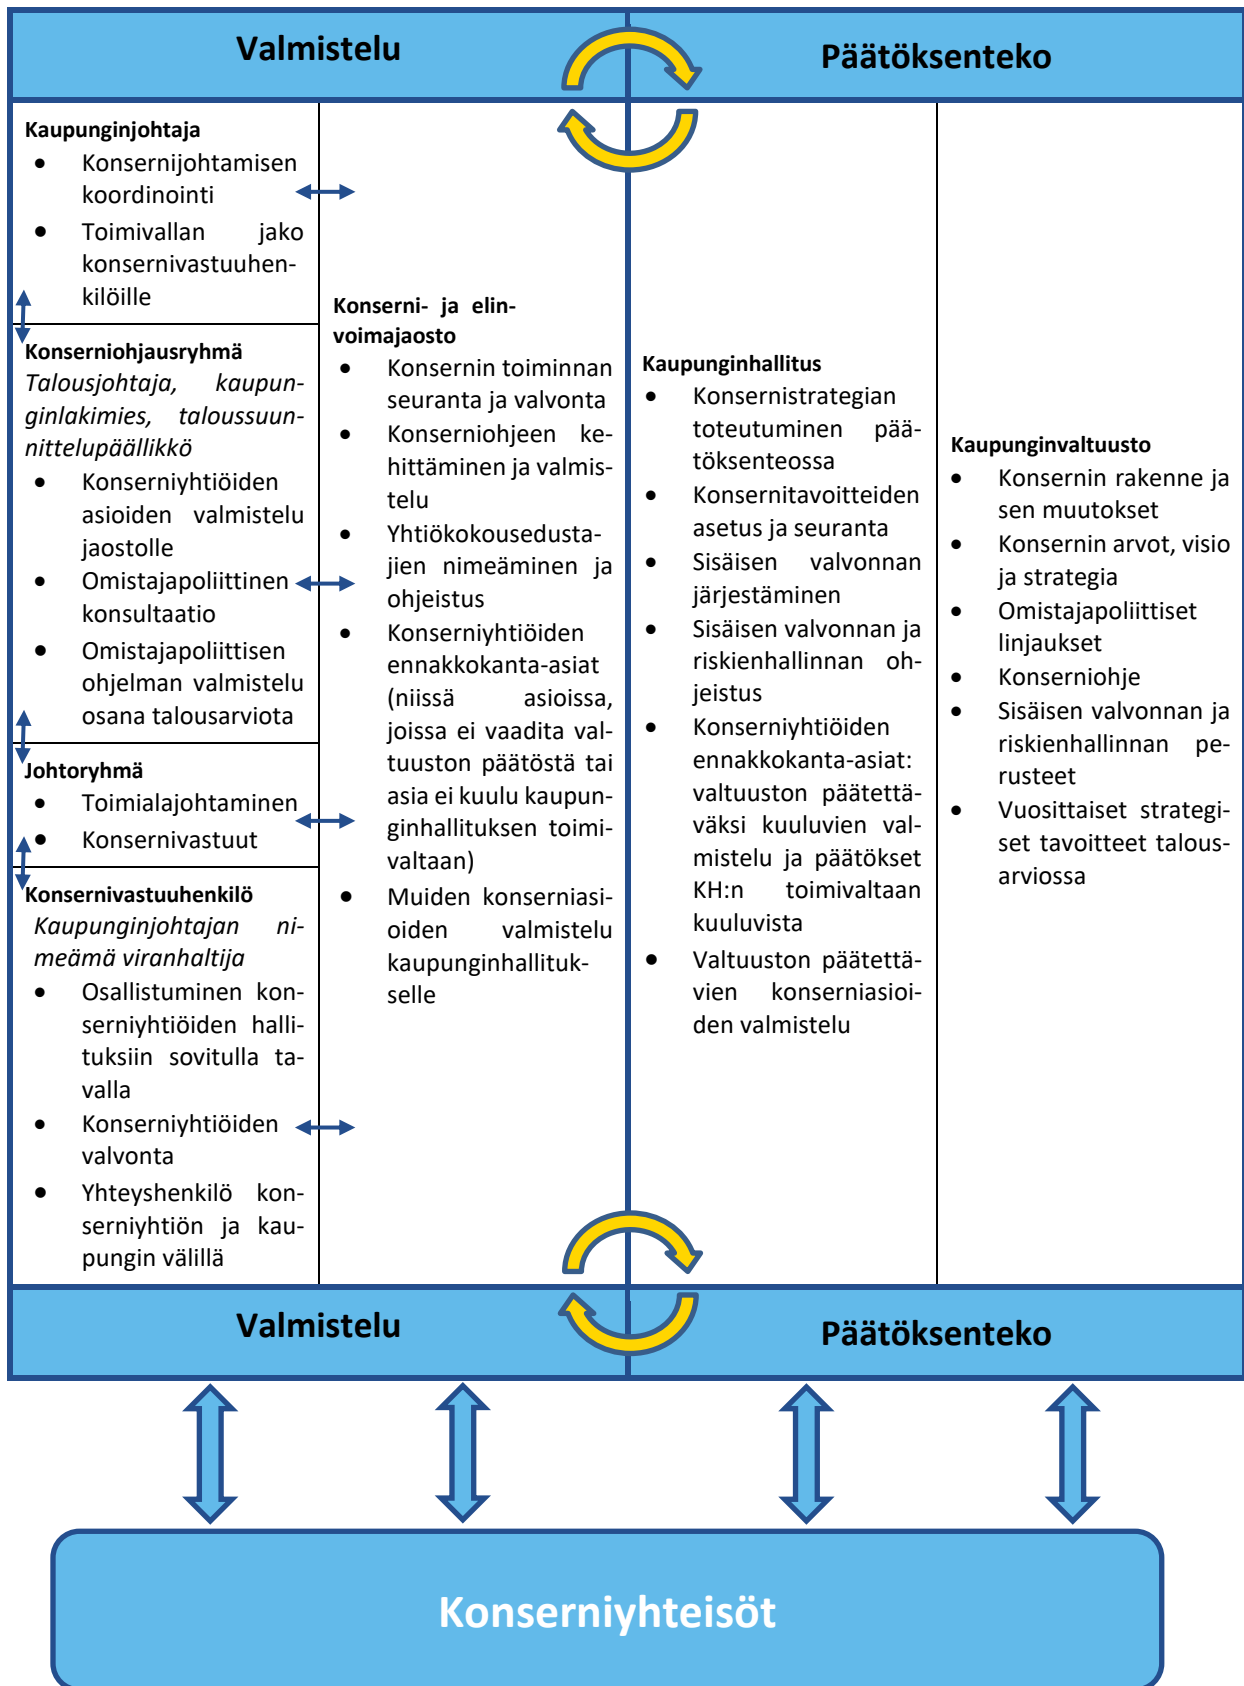 Valmistelu
Päätöksenteko
Kaupunginjohtaja
• Konsernijohtamisen
koordinointi
• Toimivallan jako
konsernivastuuhen-
kilöille
Konserniohjausryhmä
Talousjohtaja, kaupun-
ginlakimies, taloussuun-
nittelupäällikkö
• Konserniyhtiöiden
asioiden valmistelu
jaostolle
• Omistajapoliittinen
konsultaatio
• Omistajapoliittisen
ohjelman valmistelu
osana talousarviota
Johtoryhmä
• Toimialajohtaminen
• Konsernivastuut
Konsernivastuuhenkilö
Kaupunginjohtajan ni-
meämä viranhaltija
• Osallistuminen kon-
serniyhtiöiden halli-
tuksiin sovitulla ta-
valla
• Konserniyhtiöiden
valvonta
• Yhteyshenkilö kon-
serniyhtiön ja kau-
pungin välillä
Konserni- ja elin-
voimajaosto
• Konsernin toiminnan
seuranta ja valvonta
• Konserniohjeen ke-
hittäminen ja valmis-
telu
• Yhtiökokousedusta-
jien nimeäminen ja
ohjeistus
• Konserniyhtiöiden
ennakkokanta-asiat
(niissä asioissa,
joissa ei vaadita val-
tuuston päätöstä tai
asia ei kuulu kaupun-
ginhallituksen toimi-
valtaan)
• Muiden konserniasi-
oiden valmistelu
kaupunginhallituk-
selle
Kaupunginhallitus
• Konsernistrategian
toteutuminen pää-
töksenteossa
• Konsernitavoitteiden
asetus ja seuranta
• Sisäisen valvonnan
järjestäminen
• Sisäisen valvonnan ja
riskienhallinnan oh-
jeistus
• Konserniyhtiöiden
ennakkokanta-asiat:
valtuuston päätettä-
väksi kuuluvien val-
mistelu ja päätökset
KH:n toimivaltaan
kuuluvista
• Valtuuston päätettä-
vien konserniasioi-
den valmistelu
Kaupunginvaltuusto
• Konsernin rakenne ja
sen muutokset
• Konsernin arvot, visio
ja strategia
• Omistajapoliittiset
linjaukset
• Konserniohje
• Sisäisen valvonnan ja
riskienhallinnan pe-
rusteet
• Vuosittaiset strategi-
set tavoitteet talous-
arviossa
Valmistelu
Päätöksenteko
Konserniyhteisöt